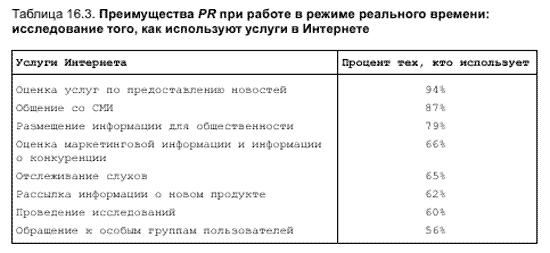 Таблица 16.3. Преимущества PR при работе в режиме реального времени:
исследование того, как используют услуги в Интернете
Услуги Интернета Процент тех, кто использует
Оценка услуг по предоставлению новостей 94%
Общение со СМИ 87%
Размещение информации для общественности 79%
Оценка маркетинговой информации и информации 66%
о конкуренции
Отслеживание слухов 65%
Рассылка информации о новом продукте 62%
Проведение исследований 60%
Обращение к особым группам пользователей 56%